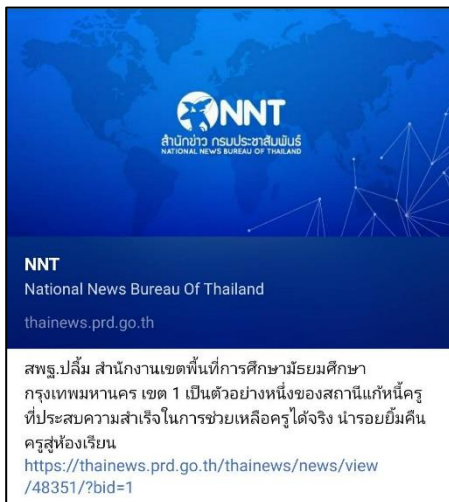 NNT
สำนักข่าว กรมประชาสัมพันธ์
NATIONAL NEWS BUREAU OF THAILAND
NNT
National News Bureau Of Thailand
thainews.prd.go.th
สพฐ.ปลื้ม สำนักงานเขตพื้นที่การศึกษามัธยมศึกษา
กรุงเทพมหานคร เขต 1 เป็นตัวอย่างหนึ่งของสถานีแก้หนี้ครู
ที่ประสบความสำเร็จในการช่วยเหลือครูได้จริง นำรอยยิ้มคืน
ครูสู่ห้องเรียน
https://thainews.prd.go.th/thainews/news/view
/48351/?bid=1